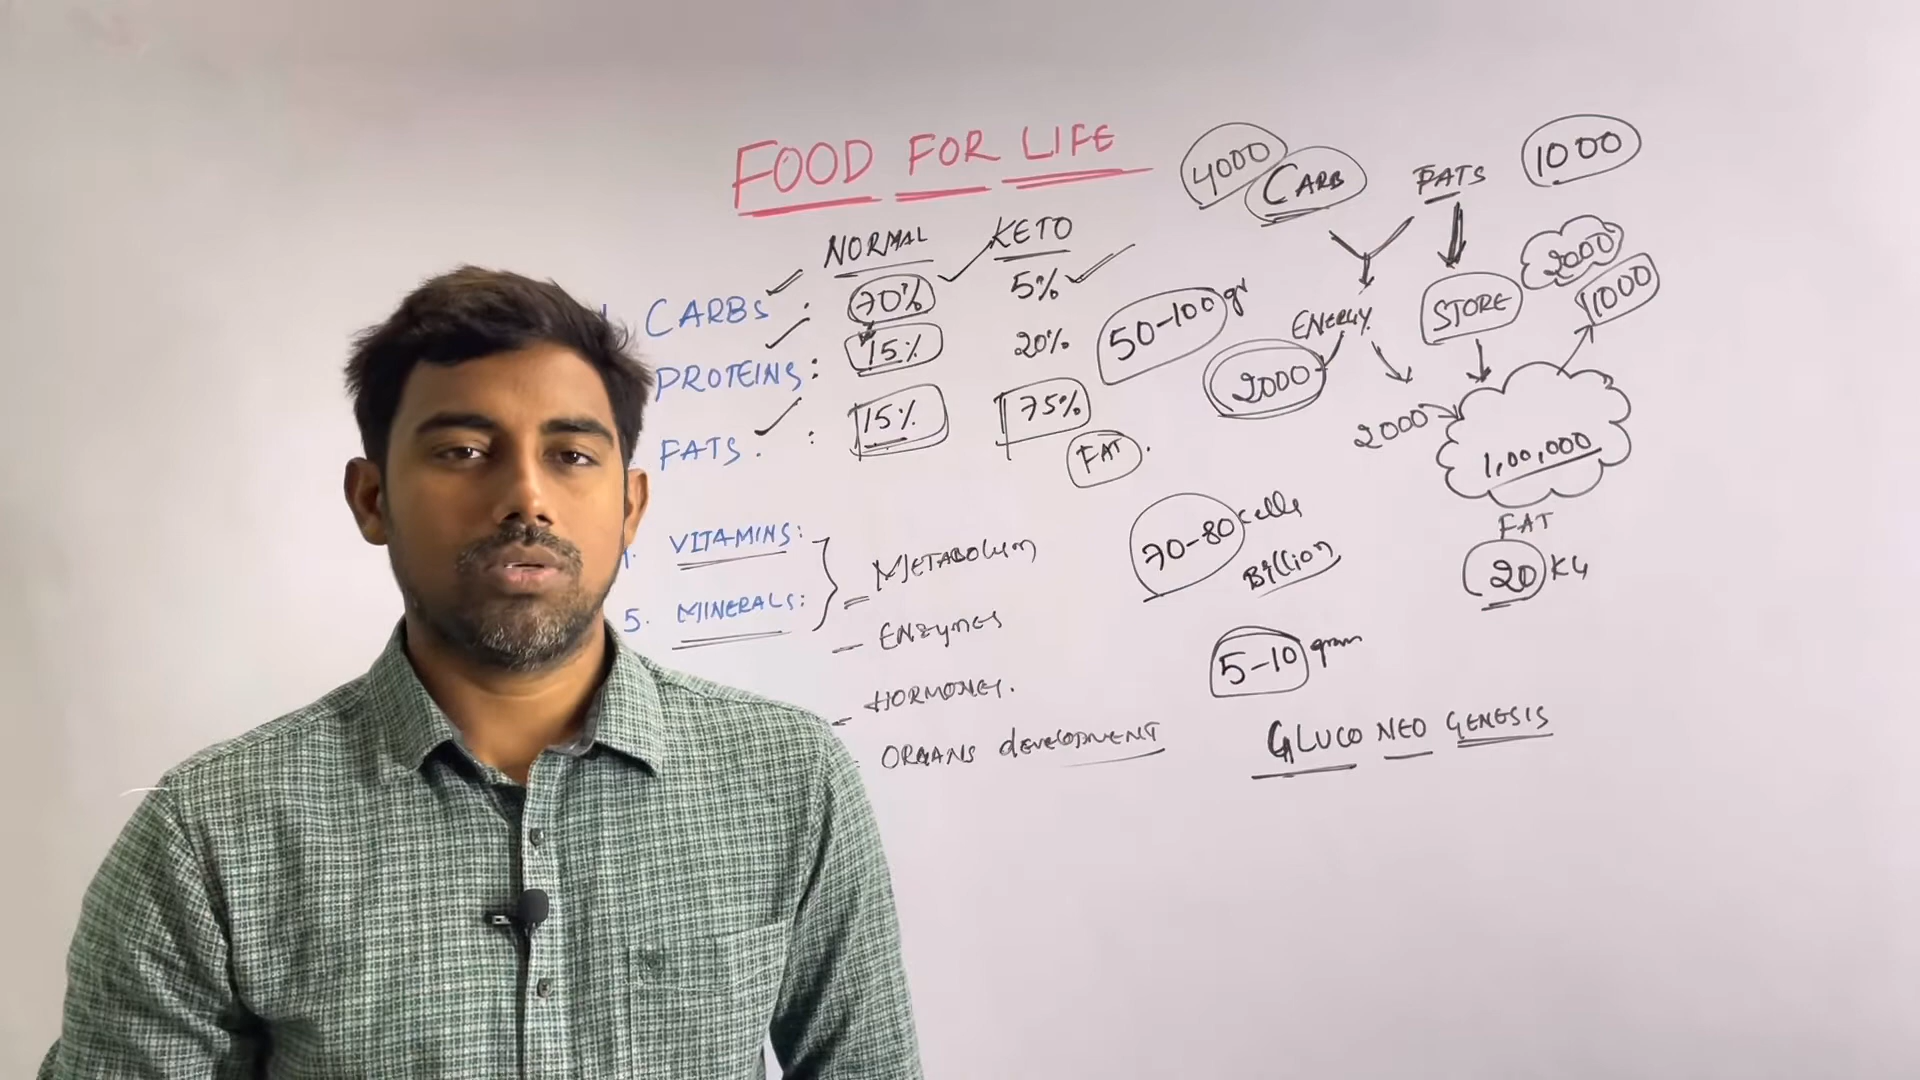 FOOD FOR LIFE
NORMAL KETO
CARBS : 70% 5%
PROTEINS : 15% 20%
FATS. : 15% 75%
FAT.
VITAMINS:
5. MINERALS:
METABOLISM
ENZYMES
HORMONES.
ORGANS DEVELOPMENT
50-100 gr
70-80 cells
Billion
5-10 gram
GLUCO NEO GENESIS
4000 CARB FATS 1000
ENERGY STORE 2000
1000
2000
2000
1,00,000
FAT
20 KG